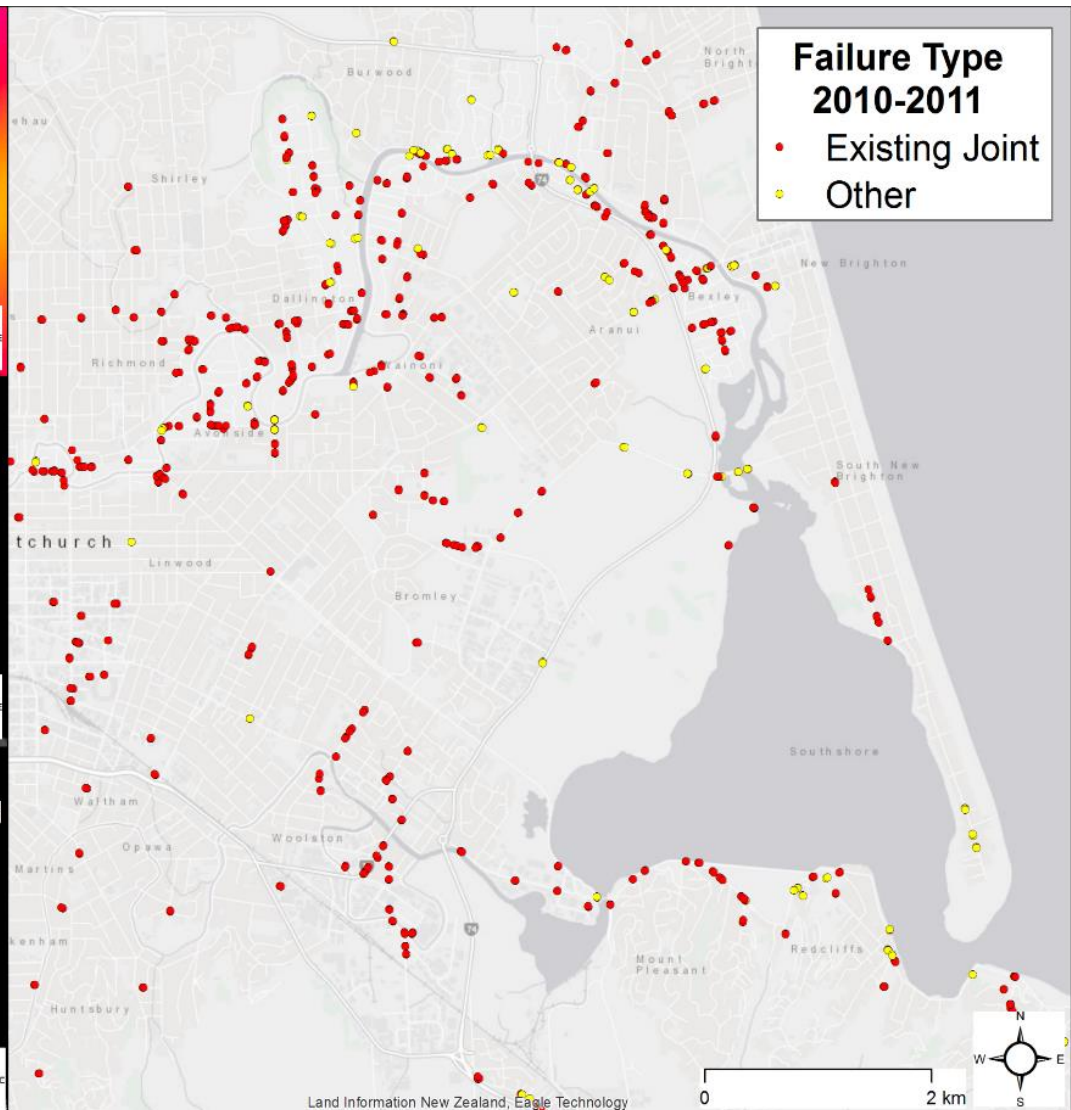 Failure Type
2010-2011
Existing Joint
Other
North
Burwood
Shirley
New Brighton
Dallington
Bexley
Aranui
Richmond
Wainoni
Avonside
South New
Brighton
tchurch
Linwood
Bromley
Southshore
Waltham
Opawa
Woolston
Martins
74
kenham
Mount
Pleasant
Redcliffs
Huntsbury
N
W
E
S
0
2 km
Land Information New Zealand, Eagle Technology